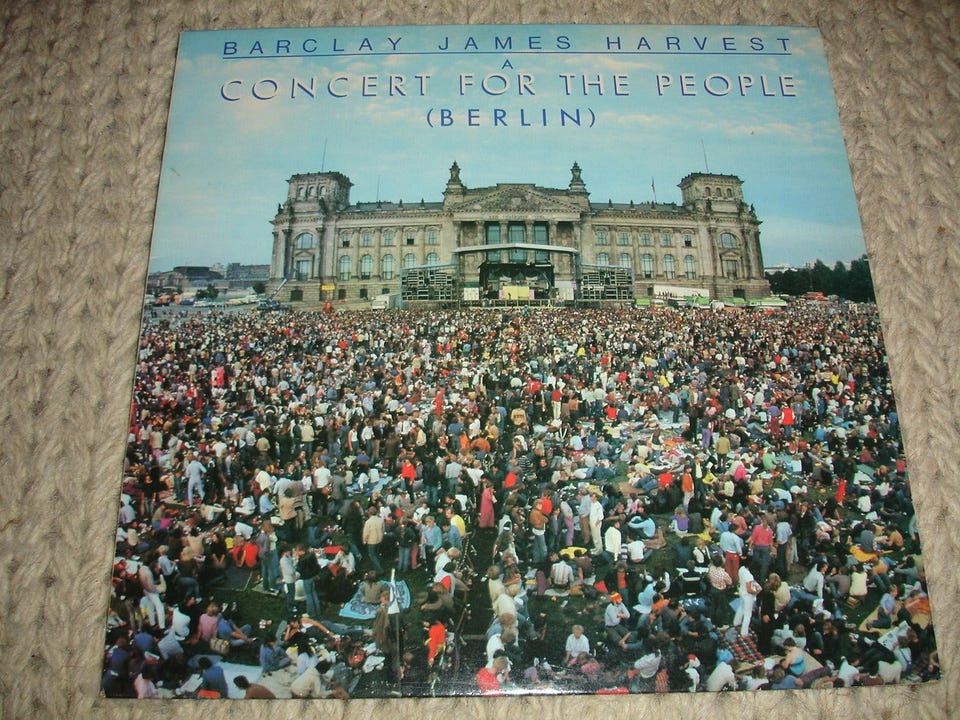 BARCLAY JAMES HARVEST
A
CONCERT FOR THE PEOPLE
(BERLIN)